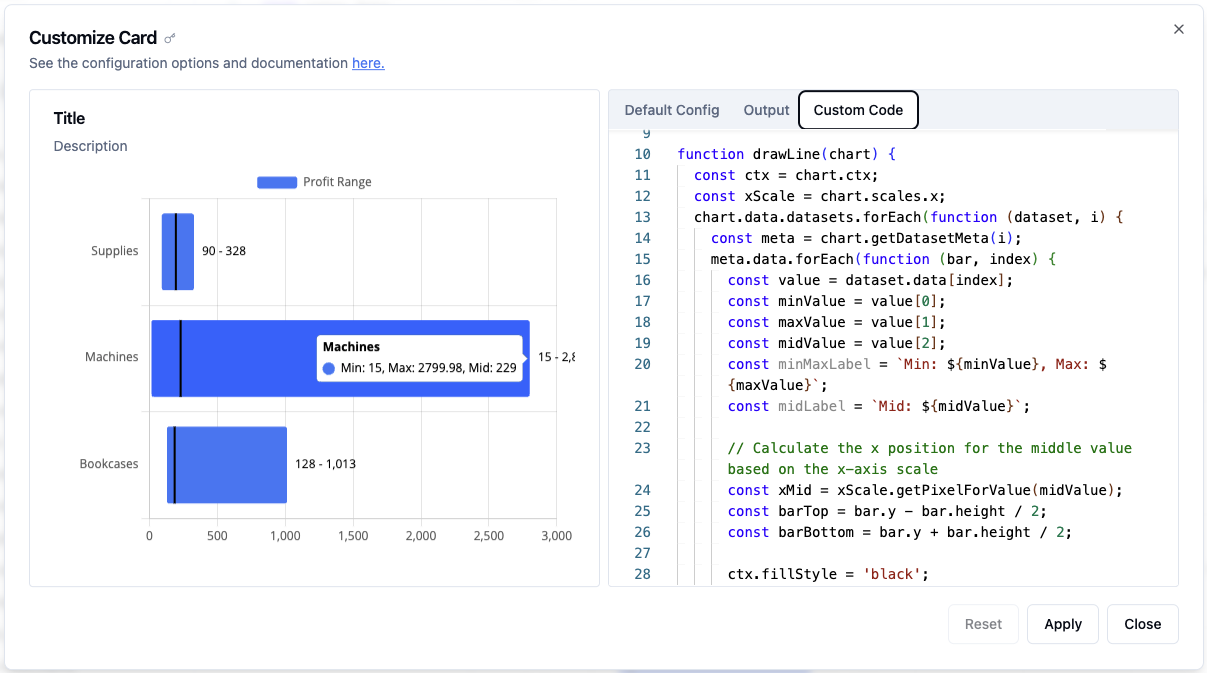 Customize Card
See the configuration options and documentation here.
Title
Description
Profit Range
Supplies
90 - 328
Machines
Machines
Min: 15, Max: 2799.98, Mid: 229
15 - 2,8
Bookcases
128 - 1,013
0 500 1,000 1,500 2,000 2,500 3,000
Default Config Output Custom Code
9
10 function drawLine(chart) {
11 const ctx = chart.ctx;
12 const xScale = chart.scales.x;
13 chart.data.datasets.forEach(function (dataset, i) {
14 const meta = chart.getDatasetMeta(i);
15 meta.data.forEach(function (bar, index) {
16 const value = dataset.data[index];
17 const minValue = value[0];
18 const maxValue = value[1];
19 const midValue = value[2];
20 const minMaxLabel = `Min: ${minValue}, Max: $
{maxValue}`;
21 const midLabel = `Mid: ${midValue}`;
22
23 // Calculate the x position for the middle value
based on the x-axis scale
24 const xMid = xScale.getPixelForValue(midValue);
25 const barTop = bar.y - bar.height / 2;
26 const barBottom = bar.y + bar.height / 2;
27
28 ctx.fillStyle = 'black';
Reset Apply Close